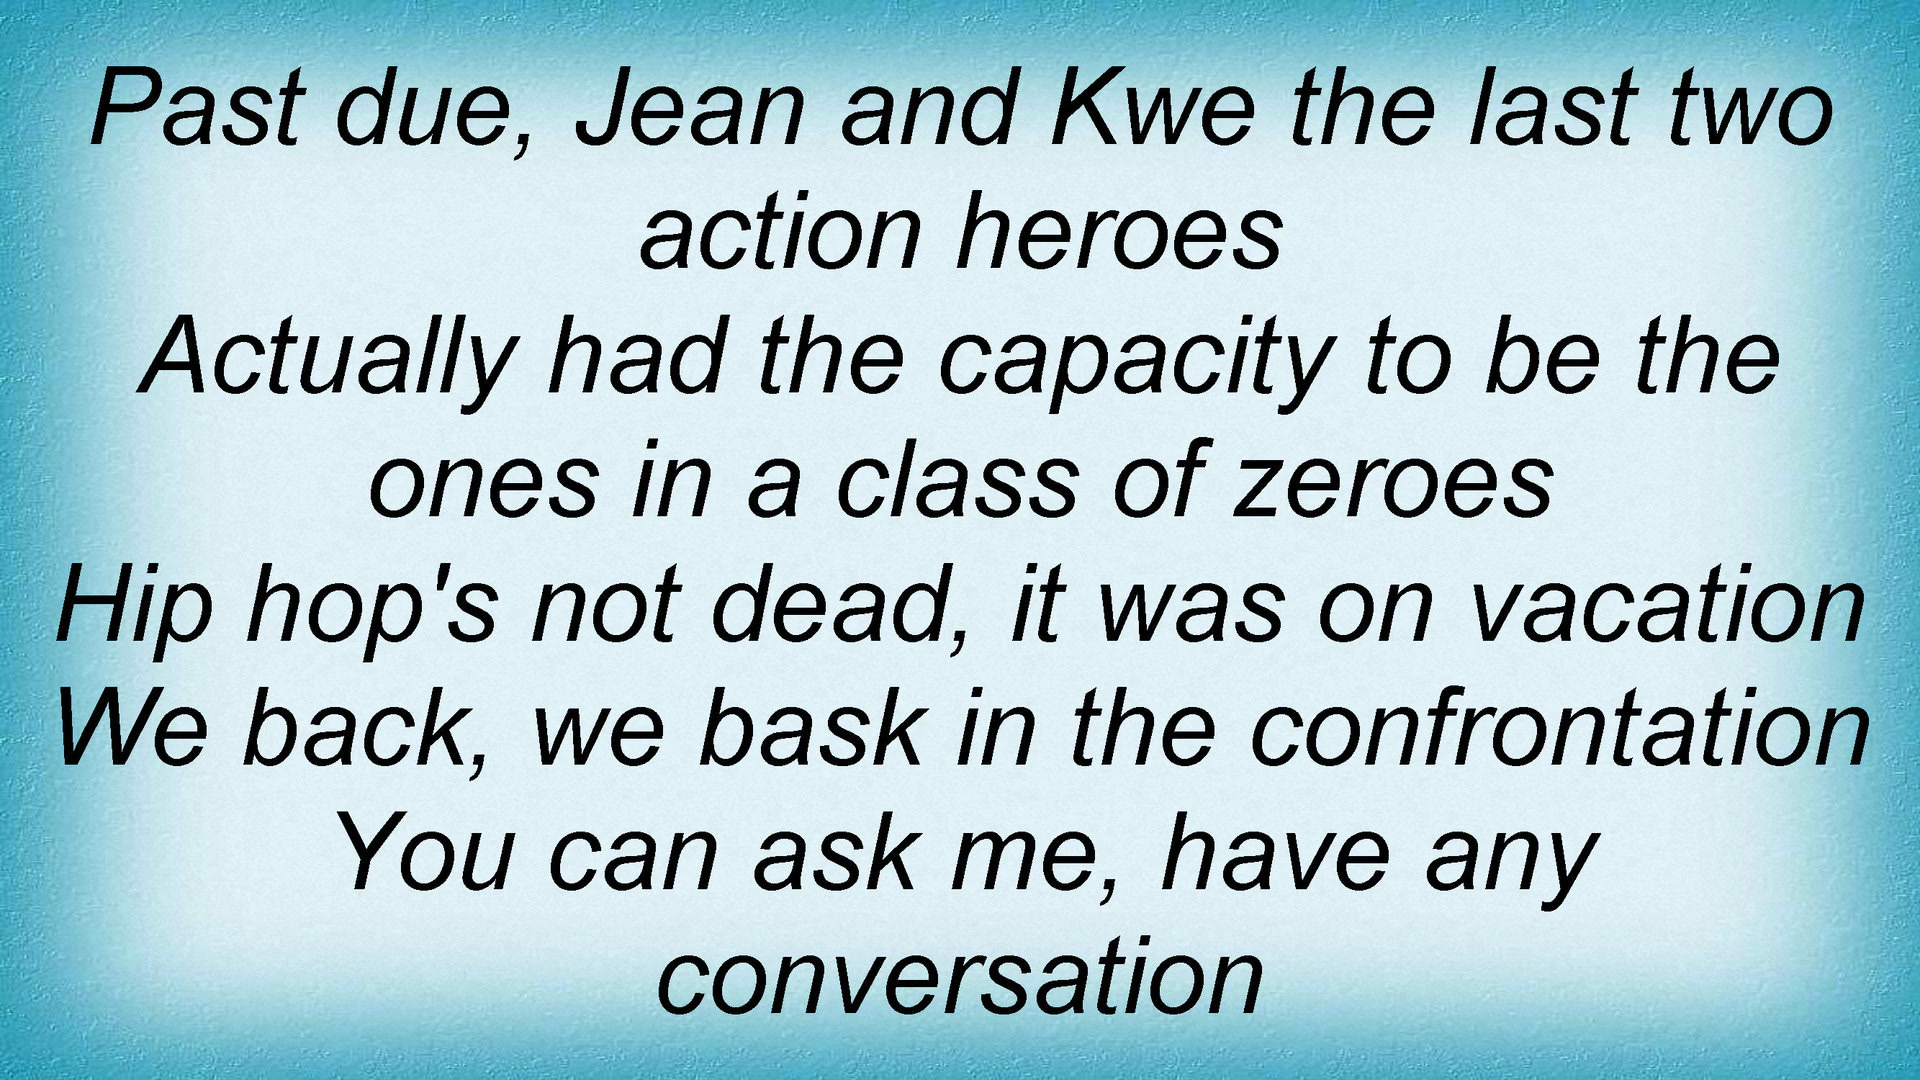 Past due, Jean and Kwe the last two
action heroes
Actually had the capacity to be the
ones in a class of zeroes
Hip hop's not dead, it was on vacation
We back, we bask in the confrontation
You can ask me, have any
conversation